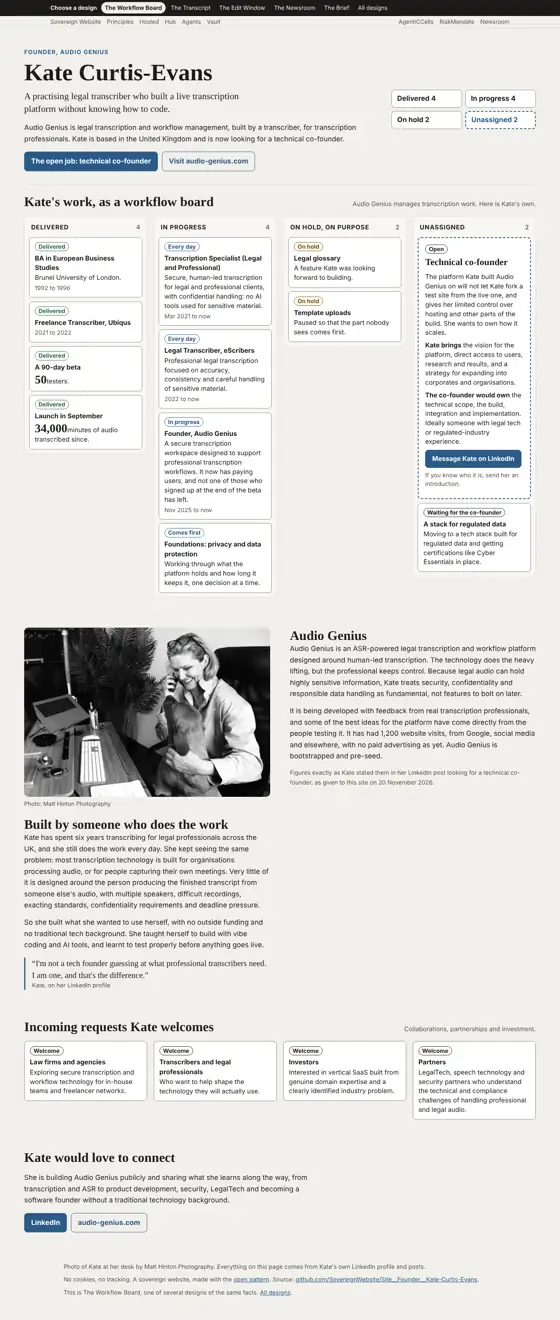 Choose a design The Workflow Board The Transcript The Edit Window The Newsroom The Brief All designs
Sovereign Website Principles Hosted Hub Agents Vault AgenticCells RiskMandate Newsroom
FOUNDER, AUDIO GENIUS
Kate Curtis-Evans
A practising legal transcriber who built a live transcription
platform without knowing how to code.
Audio Genius is legal transcription and workflow management, built by a transcriber, for transcription
professionals. Kate is based in the United Kingdom and is now looking for a technical co-founder.
The open job: technical co-founder Visit audio-genius.com
Delivered 4 In progress 4
On hold 2 Unassigned 2
Kate's work, as a workflow board
Audio Genius manages transcription work. Here is Kate's own.
DELIVERED 4
Delivered
BA in European Business
Studies
Brunel University of London.
1992 to 1996
Delivered
Freelance Transcriber, Ubiqus
2021 to 2022
Delivered
A 90-day beta
50testers.
Delivered
Launch in September
34,000minutes of audio
transcribed since.
IN PROGRESS 4
Every day
Transcription Specialist (Legal
and Professional)
Secure, human-led transcription
for legal and professional clients,
with confidential handling: no AI
tools used for sensitive material.
Mar 2021 to now
Every day
Legal Transcriber, eScribers
Professional transcription
focused on accuracy,
consistency and careful handling
of sensitive material.
2022 to now
In progress
Founder, Audio Genius
A secure transcription
workspace designed to support
professional transcription
workflows. It now has paying
users, and not one of those who
signed up at the end of the beta
has left.
Nov 2025 to now
Comes first
Foundations: privacy and data
protection
Working through what the
platform holds and how long it
keeps it, one decision at a time.
ON HOLD, ON PURPOSE 2
On hold
Legal glossary
A feature Kate was looking
forward to building.
On hold
Template uploads
Paused so that the part nobody
sees comes first.
UNASSIGNED 2
Open
Technical co-founder
The platform Kate built Audio
Genius on will not let Kate fork a
test site from the live one, and
gives her limited control over
hosting and other parts of the
build. She wants to own how it
scales.
Kate brings the vision for the
platform, direct access to users,
research and results, and a
strategy for expanding into
corporates and organisations.
The co-founder would own the
technical scope, the build,
integration and implementation.
Ideally someone with legal tech
or regulated-industry
experience.
Message Kate on LinkedIn
If you know who it is, send her an
introduction.
Waiting for the co-founder
A stack for regulated data
Moving to a tech stack built for
regulated data and getting
certifications like Cyber
Essentials in place.
Photo: Matt Hinton Photography
Audio Genius
Audio Genius is an ASR-powered legal transcription and workflow platform
designed around human-led transcription. The technology does the heavy
lifting, but the professional keeps control. Because legal audio can hold
highly sensitive information, Kate treats security, confidentiality and
responsible data handling as fundamental, not features to bolt on later.
It is being developed with feedback from real transcription professionals,
and some of the best ideas for the platform have come directly from the
people testing it. It has had 1,200 website visits, from Google, social media
and elsewhere, with no paid advertising as yet. Audio Genius is
bootstrapped and pre-seed.
Figures exactly as Kate stated them in her LinkedIn post looking for a technical co-
founder, as given to this site on 20 November 2026.
Built by someone who does the work
Kate has spent six years transcribing for legal professionals across the
UK, and she still does the work every day. She kept seeing the same
problem: most transcription technology is built for organisations
processing audio, or for people capturing their own meetings. Very little of
it is designed around the person producing the finished transcript from
someone else's audio, with multiple speakers, difficult recordings,
exacting standards, confidentiality requirements and deadline pressure.
So she built what she wanted to use herself, with no outside funding and
no traditional tech background. She taught herself to build with vibe
coding and AI tools, and learnt to test properly before anything goes live.
“I'm not a tech founder guessing at what professional transcribers need.
I am one, and that's the difference.”
Kate, on her LinkedIn profile
Incoming requests Kate welcomes
Collaborations, partnerships and investment.
Welcome
Law firms and agencies
Exploring secure transcription and
workflow technology for in-house
teams and freelancer networks.
Welcome
Transcribers and legal
professionals
Who want to help shape the
technology they will actually use.
Welcome
Investors
Interested in vertical SaaS built from
genuine domain expertise and a
clearly identified industry problem.
Welcome
Partners
LegalTech, speech technology and
security partners who understand
the technical and compliance
challenges of handling professional
and legal audio.
Kate would love to connect
She is building Audio Genius publicly and sharing what she learns along the way, from
transcription and ASR to product development, security, LegalTech and becoming a
software founder without a traditional technology background.
LinkedIn audio-genius.com
Photo of Kate at her desk by Matt Hinton Photography. Everything on this page comes from Kate's own LinkedIn profile and posts.
No cookies, no tracking. A sovereign website, made with the open pattern. Source: github.com/SovereignWebsite/Site__Founder__Kate-Curtis-Evans.
This is The Workflow Board, one of several designs of the same facts. All designs.